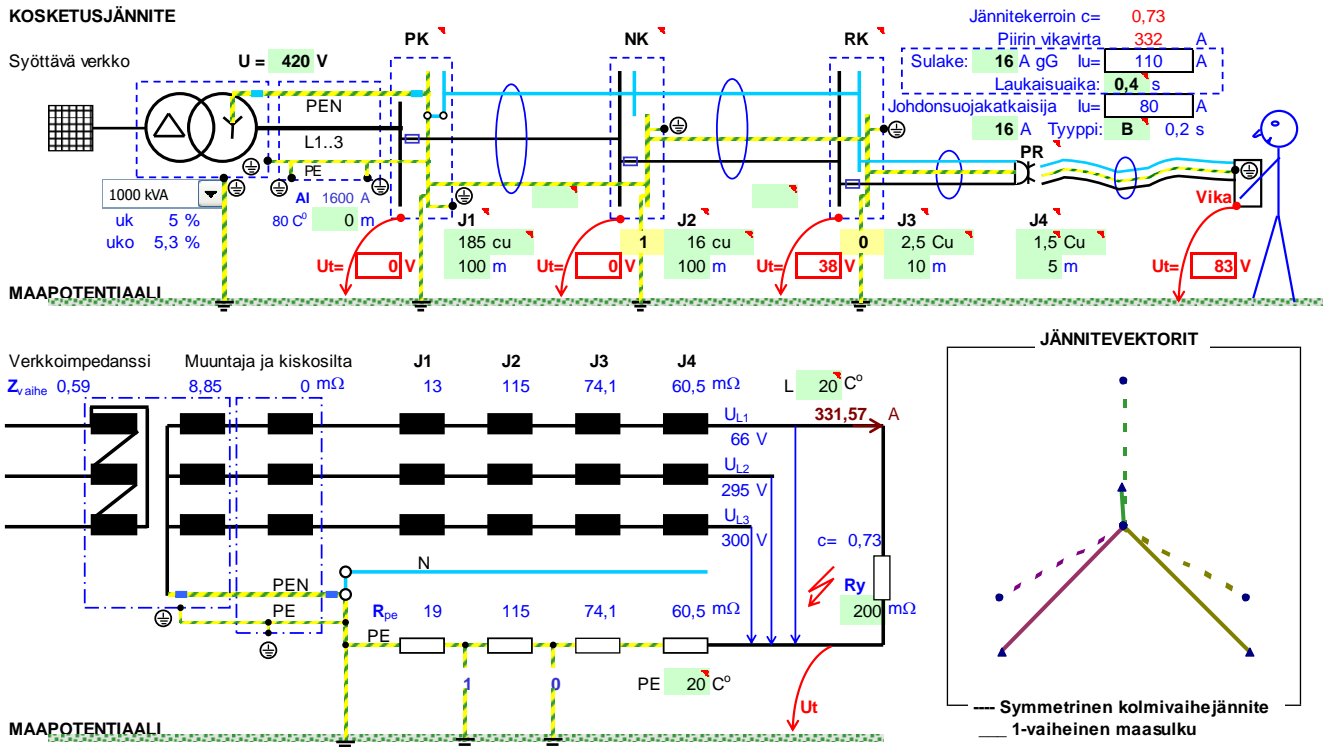 KOSKETUSJÄNNITE
Jännitekerroin c= 0,73
Piirin vikavirta 332 A
PK NK RK
Syöttävä verkko U = 420 V
Sulake: 16 A gG Iu= 110 A
Laukaisuaika: 0,4 s
PEN
Johdonsuojakatkaisija Iu= 80 A
16 A Tyyppi: B 0,2 s
L1..3
PR
PE
1000 kVA
Al 1600 A
Vika
uk 5 %
80 C⁰ 0 m
J1 J2 J3 J4
uko 5,3 %
185 cu 1 16 cu 0 2,5 Cu 1,5 Cu
Ut= 0 V 100 m Ut= 0 V 100 m Ut= 38 V 10 m 5 m Ut= 83 V
MAAPOTENTIAALI
JÄNNITEVEKTORIT
Verkkoimpedanssi Muuntaja ja kiskosilta J1 J2 J3 J4
Zvaihe 0,59 8,85 0 mΩ 13 115 74,1 60,5 mΩ L 20 C⁰
UL1 331,57 A
66 V
UL2
295 V
UL3
300 V c= 0,73
N
PEN
Ry
PE
Rpe 19 115 74,1 60,5 mΩ 200 mΩ
PE
1 0 PE 20 C⁰
Ut
---- Symmetrinen kolmivaihejännite
MAAPOTENTIAALI
___ 1-vaiheinen maasulku